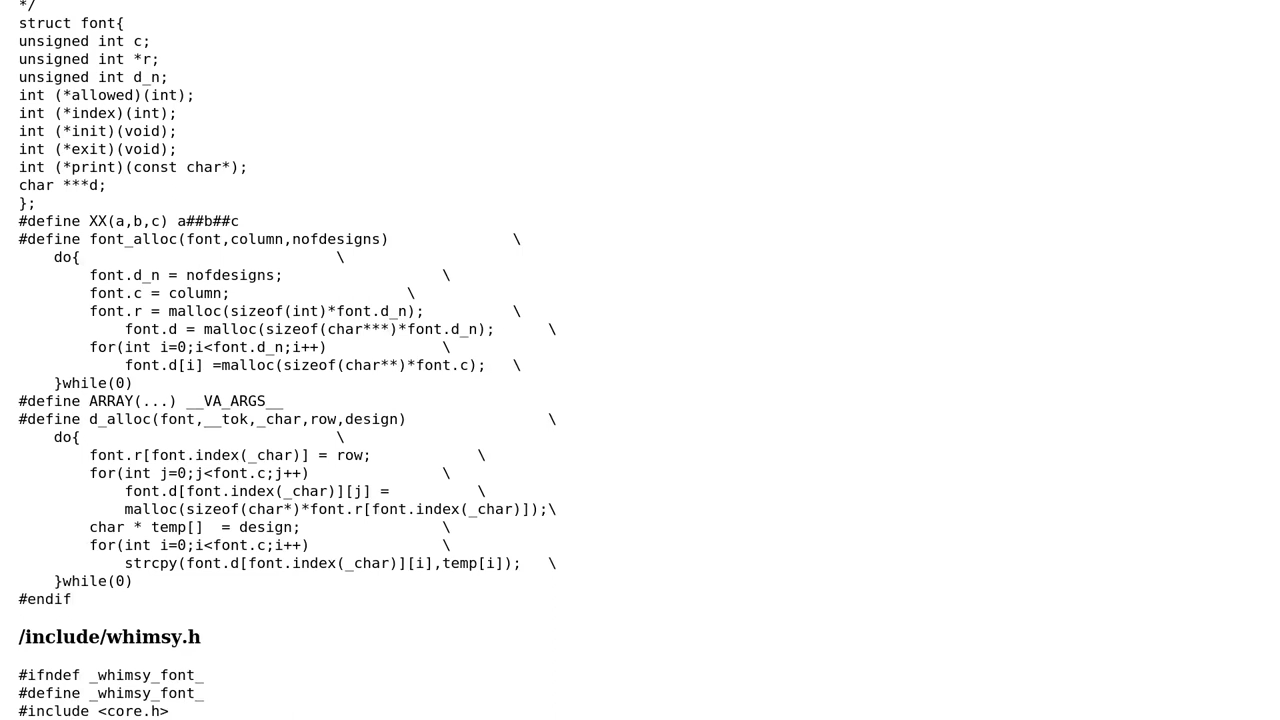 */
struct font{
unsigned int c;
unsigned int *r;
unsigned int d_n;
int (*allowed)(int);
int (*index)(int);
int (*init)(void);
int (*exit)(void);
int (*print)(const char*);
char ***d;
};
#define XX(a,b,c) a##b##c
#define font_alloc(font,column,nofdesigns)              \
    do{                             \
        font.d_n = nofdesigns;                  \
        font.c = column;                    \
        font.r = malloc(sizeof(int)*font.d_n);          \
            font.d = malloc(sizeof(char***)*font.d_n);      \
        for(int i=0;i<font.d_n;i++)             \
            font.d[i] =malloc(sizeof(char**)*font.c);   \
    }while(0)
#define ARRAY(...) __VA_ARGS__
#define d_alloc(font,__tok,_char,row,design)                \
    do{                             \
        font.r[font.index(_char)] = row;            \
        for(int j=0;j<font.c;j++)               \
            font.d[font.index(_char)][j] =          \
            malloc(sizeof(char*)*font.r[font.index(_char)]);\
        char * temp[]  = design;                \
        for(int i=0;i<font.c;i++)               \
            strcpy(font.d[font.index(_char)][i],temp[i]);   \
    }while(0)
#endif
/include/whimsy.h
#ifndef _whimsy_font_
#define _whimsy_font_
#include <core.h>